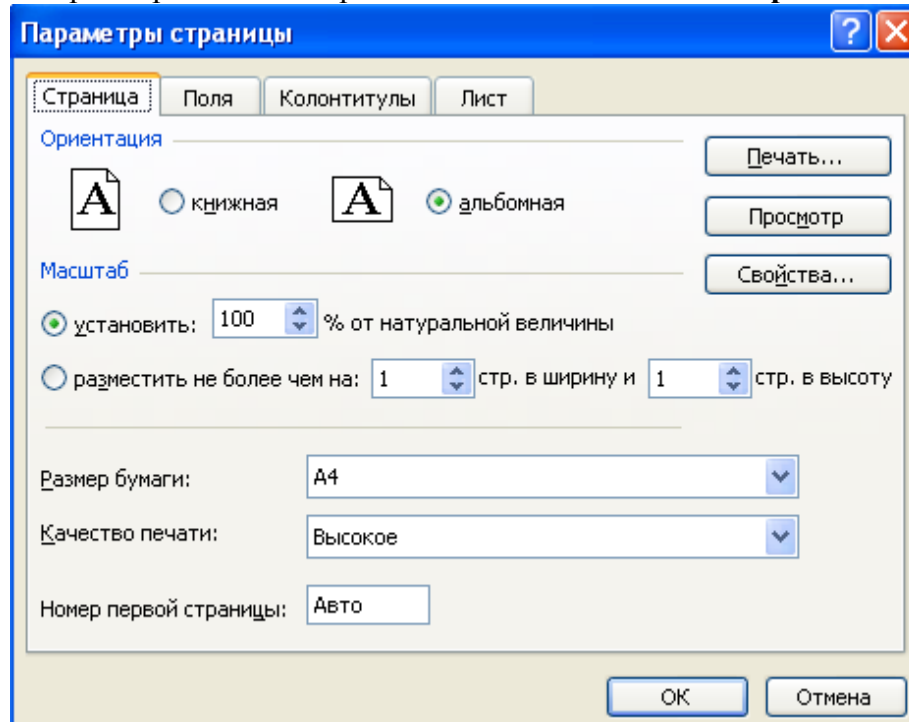 Параметры страницы
Страница Поля Колонтитулы Лист
Ориентация
Печать...
A книжная A альбомная
Просмотр
Масштаб
Свойства...
установить: 100 % от натуральной величины
разместить не более чем на: 1 стр. в ширину и 1 стр. в высоту
Размер бумаги: A4
Качество печати: Высокое
Номер первой страницы: Авто
ОК Отмена